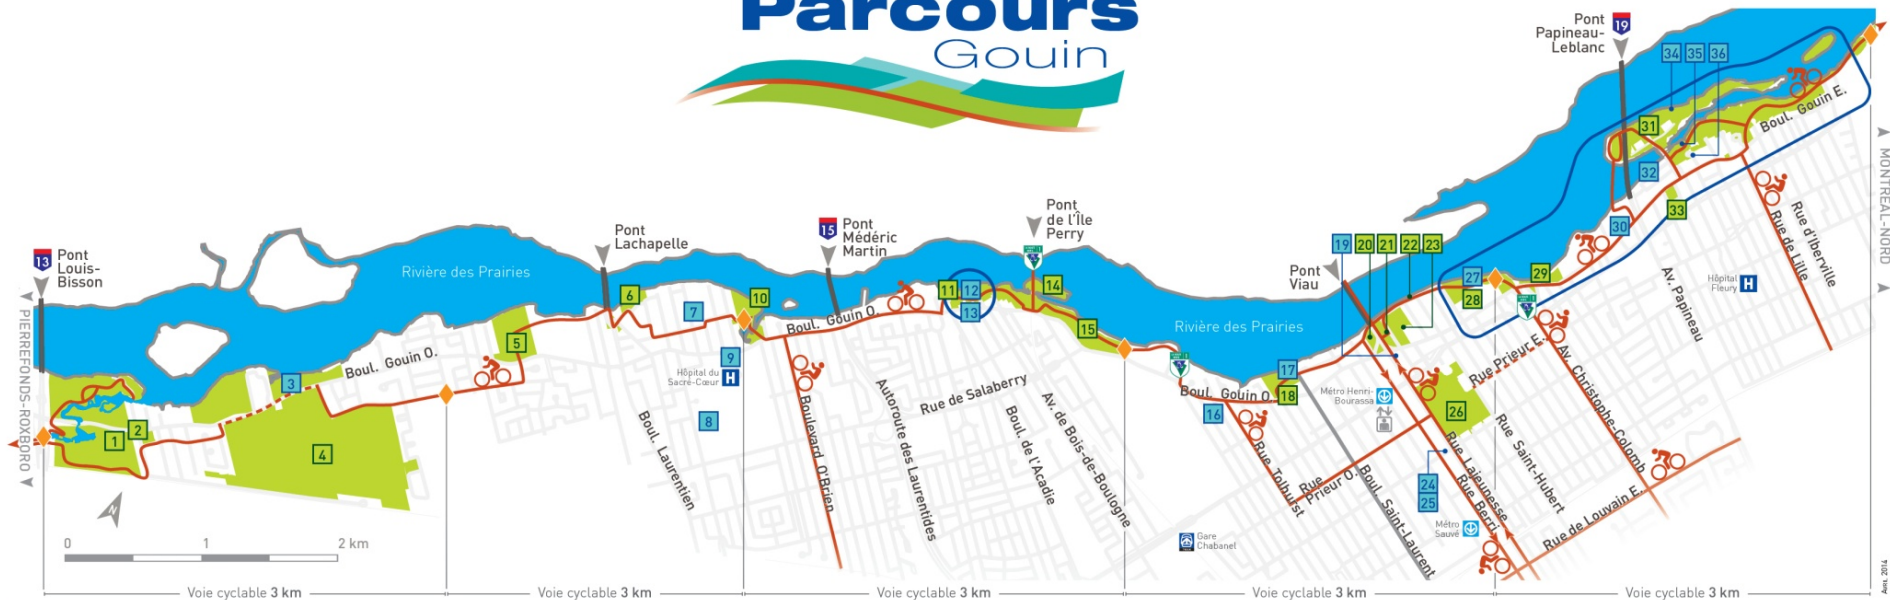 Parcours
Gouin
Pont
Papineau-
Leblanc
19
34
35
36
31
32
33
30
Boul. Gouin E.
Rue d'Iberville
Rue de Lille
Av. Papineau
Hôpital
Fleury
H
MONTRÉAL-NORD
13
Pont
Louis-
Bisson
PIERREFONDS-ROXBORO
Rivière des Prairies
Pont
Lachapelle
15
Pont
Médéric
Martin
Pont
de l'Île
Perry
Rivière des Prairies
Pont
Viau
19
20
21
22
23
27
28
29
1
2
3
4
5
6
7
8
9
10
11
12
13
14
15
16
17
18
24
25
26
Boul. Gouin O.
Boul. Gouin O.
Boul. Gouin O.
Hôpital du
Sacré-Cœur
H
Boul. Laurentien
Boulevard O'Brien
Autoroute des Laurentides
Rue de Salaberry
Boul. de l'Acadie
Av. de Bois-de-Boulogne
Métro Henri-
Bourassa
Rue Prieur E.
Rue Tolhurst
Rue
Prieur O.
Boul. Saint-Laurent
Rue Lajeunesse
Rue Berri
Rue Saint-Hubert
Av. Christophe-Colomb
Rue de Louvain E.
Métro
Sauvé
Gare
Chabanel
N
0
1
2 km
Voie cyclable 3 km
Voie cyclable 3 km
Voie cyclable 3 km
Voie cyclable 3 km
Voie cyclable 3 km
Avril 2014